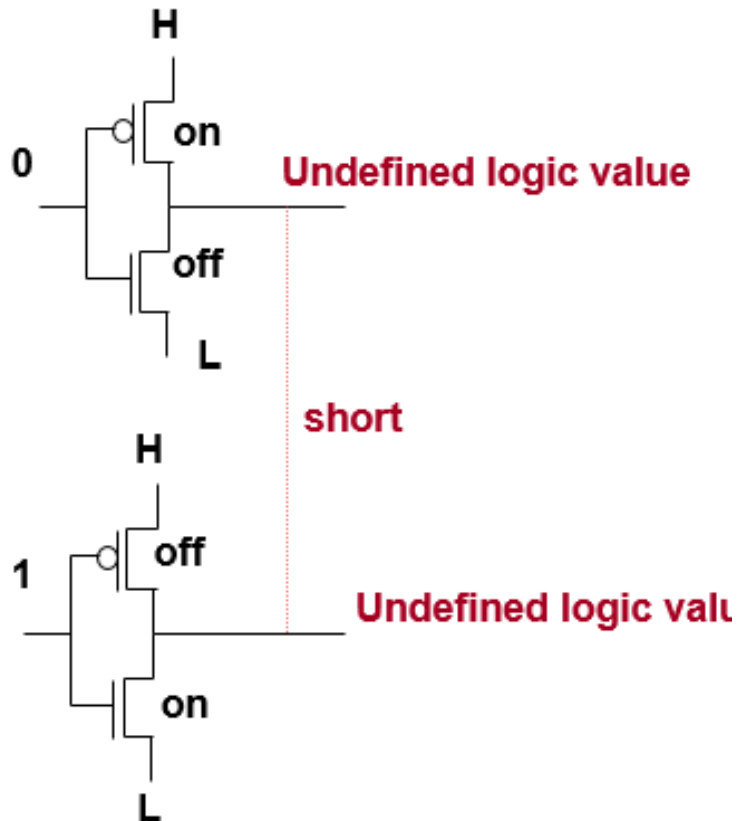 H
on
0
Undefined logic value
off
L
short
H
off
1
Undefined logic valu
on
L